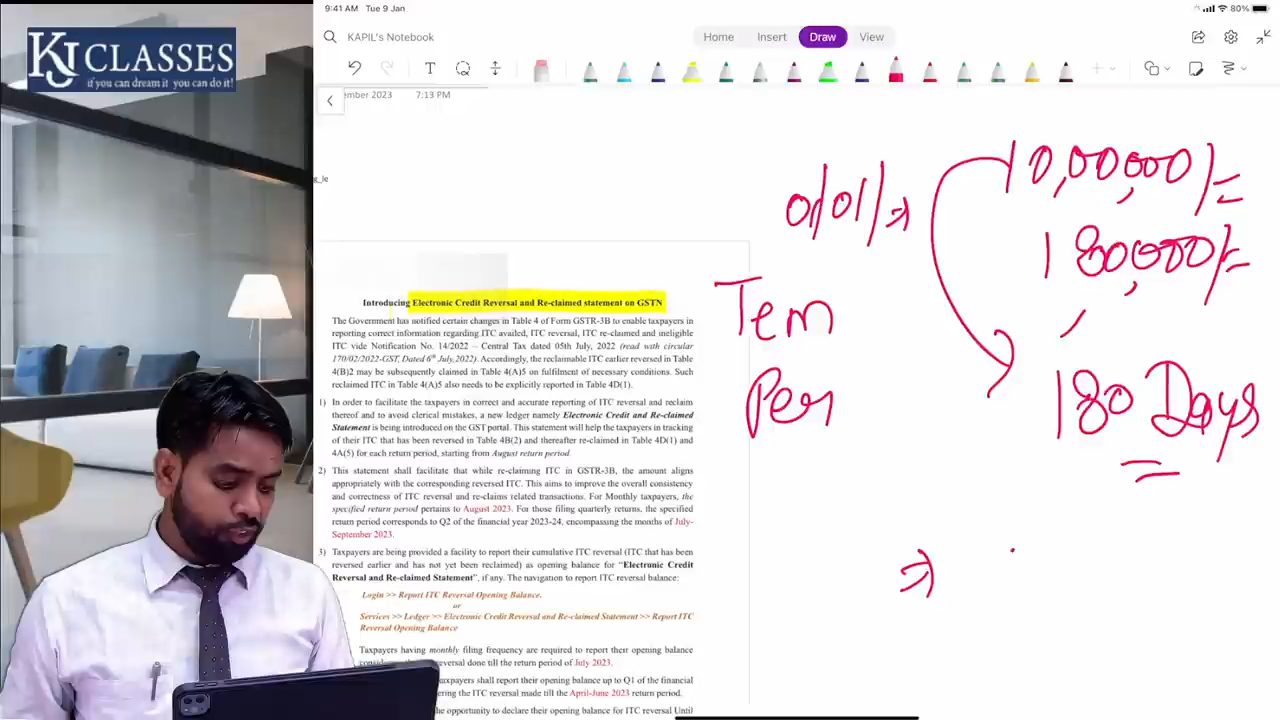 9:41 AM Tue 9 Jan
80%
KJ CLASSES
if you can dream it you can do it!
KAPIL's Notebook
Home Insert Draw View
ember 2023 7:13 PM
ng_le
Introducing Electronic Credit Reversal and Re-claimed statement on GSTN
The Government has notified certain changes in Table 4 of Form GSTR-3B to enable taxpayers in
reporting correct information regarding ITC availed, ITC reversal, ITC re-claimed and ineligible
ITC vide Notification No. 14/2022 – Central Tax dated 05th July, 2022 (read with circular
170/02/2022-GST, Dated 6th July,2022). Accordingly, the reclaimable ITC earlier reversed in Table
4(B)2 may be subsequently claimed in Table 4(A)5 on fulfilment of necessary conditions. Such
reclaimed ITC in Table 4(A)5 also needs to be explicitly reported in Table 4D(1).
1) In order to facilitate the taxpayers in correct and accurate reporting of ITC reversal and reclaim
thereof and to avoid clerical mistakes, a new ledger namely Electronic Credit and Re-claimed
Statement is being introduced on the GST portal. This statement will help the taxpayers in tracking
of their ITC that has been reversed in Table 4B(2) and thereafter re-claimed in Table 4D(1) and
4A(5) for each return period, starting from August return period.
2) This statement shall facilitate that while re-claiming ITC in GSTR-3B, the amount aligns
appropriately with the corresponding reversed ITC. This aims to improve the overall consistency
and correctness of ITC reversal and re-claims related transactions. For Monthly taxpayers, the
specified return period pertains to August 2023. For those filing quarterly returns, the specified
return period corresponds to Q2 of the financial year 2023-24, encompassing the months of July-
September 2023.
3) Taxpayers are being provided a facility to report their cumulative ITC reversal (ITC that has been
reversed earlier and has not yet been reclaimed) as opening balance for “Electronic Credit
Reversal and Re-claimed Statement”, if any. The navigation to report ITC reversal balance:
Login >> Report ITC Reversal Opening Balance.
or
Services >> Ledger >> Electronic Credit Reversal and Re-claimed Statement >> Report ITC
Reversal Opening Balance
Taxpayers having monthly filing frequency are required to report their opening balance
reversal done till the return period of July 2023.
taxpayers shall report their opening balance up to Q1 of the financial
ering the ITC reversal made till the April-June 2023 return period.
the opportunity to declare their opening balance for ITC reversal Until
01/01/ ⇒ 10,00,000/=
1,80,000/=
Tem
Per
180 Days
⇒